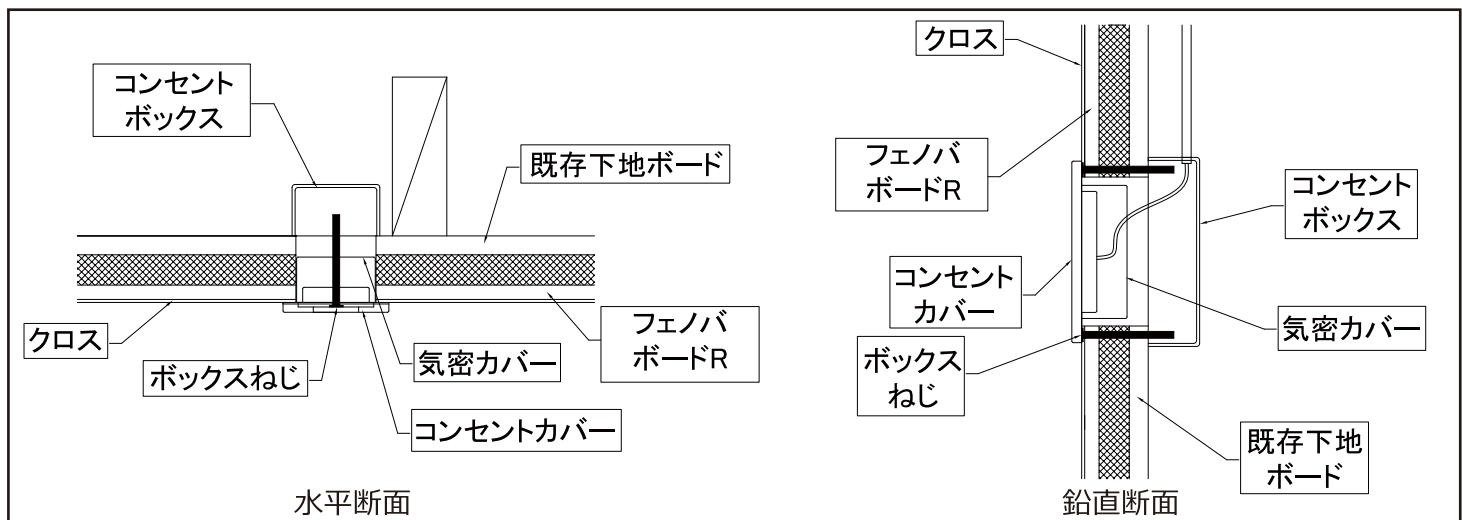 コンセント
ボックス
既存下地ボード
クロス
ボックスねじ
気密カバー
コンセントカバー
フェノバ
ボードR
水平断面
クロス
フェノバ
ボードR
コンセント
ボックス
コンセント
カバー
気密カバー
ボックス
ねじ
既存下地
ボード
鉛直断面